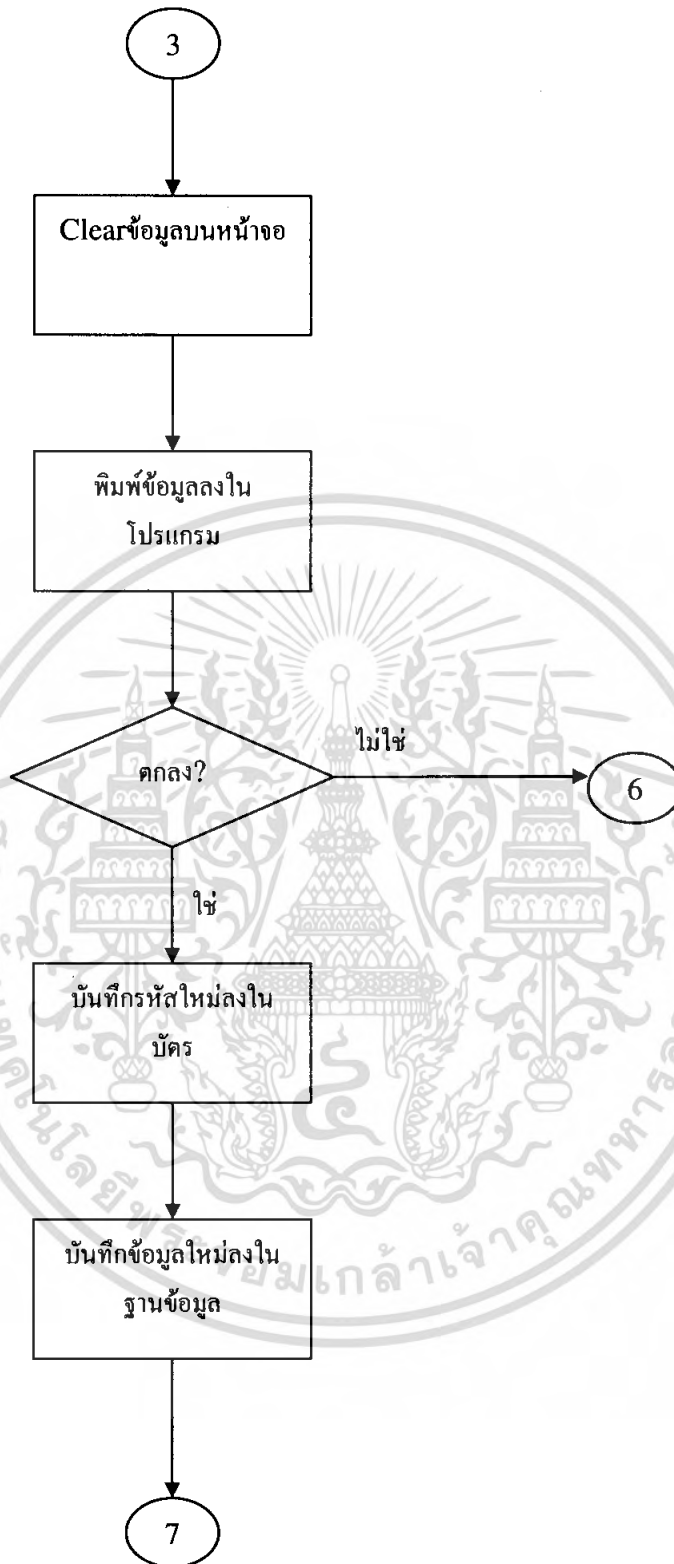 3
Clearข้อมูลบนหน้าจอ
พิมพ์ข้อมูลลงใน
โปรแกรม
ตกลง?
ไม่ใช่
6
ใช่
บันทึกรหัสใหม่ลงใน
บัตร
บันทึกข้อมูลใหม่ลงใน
ฐานข้อมูล
7